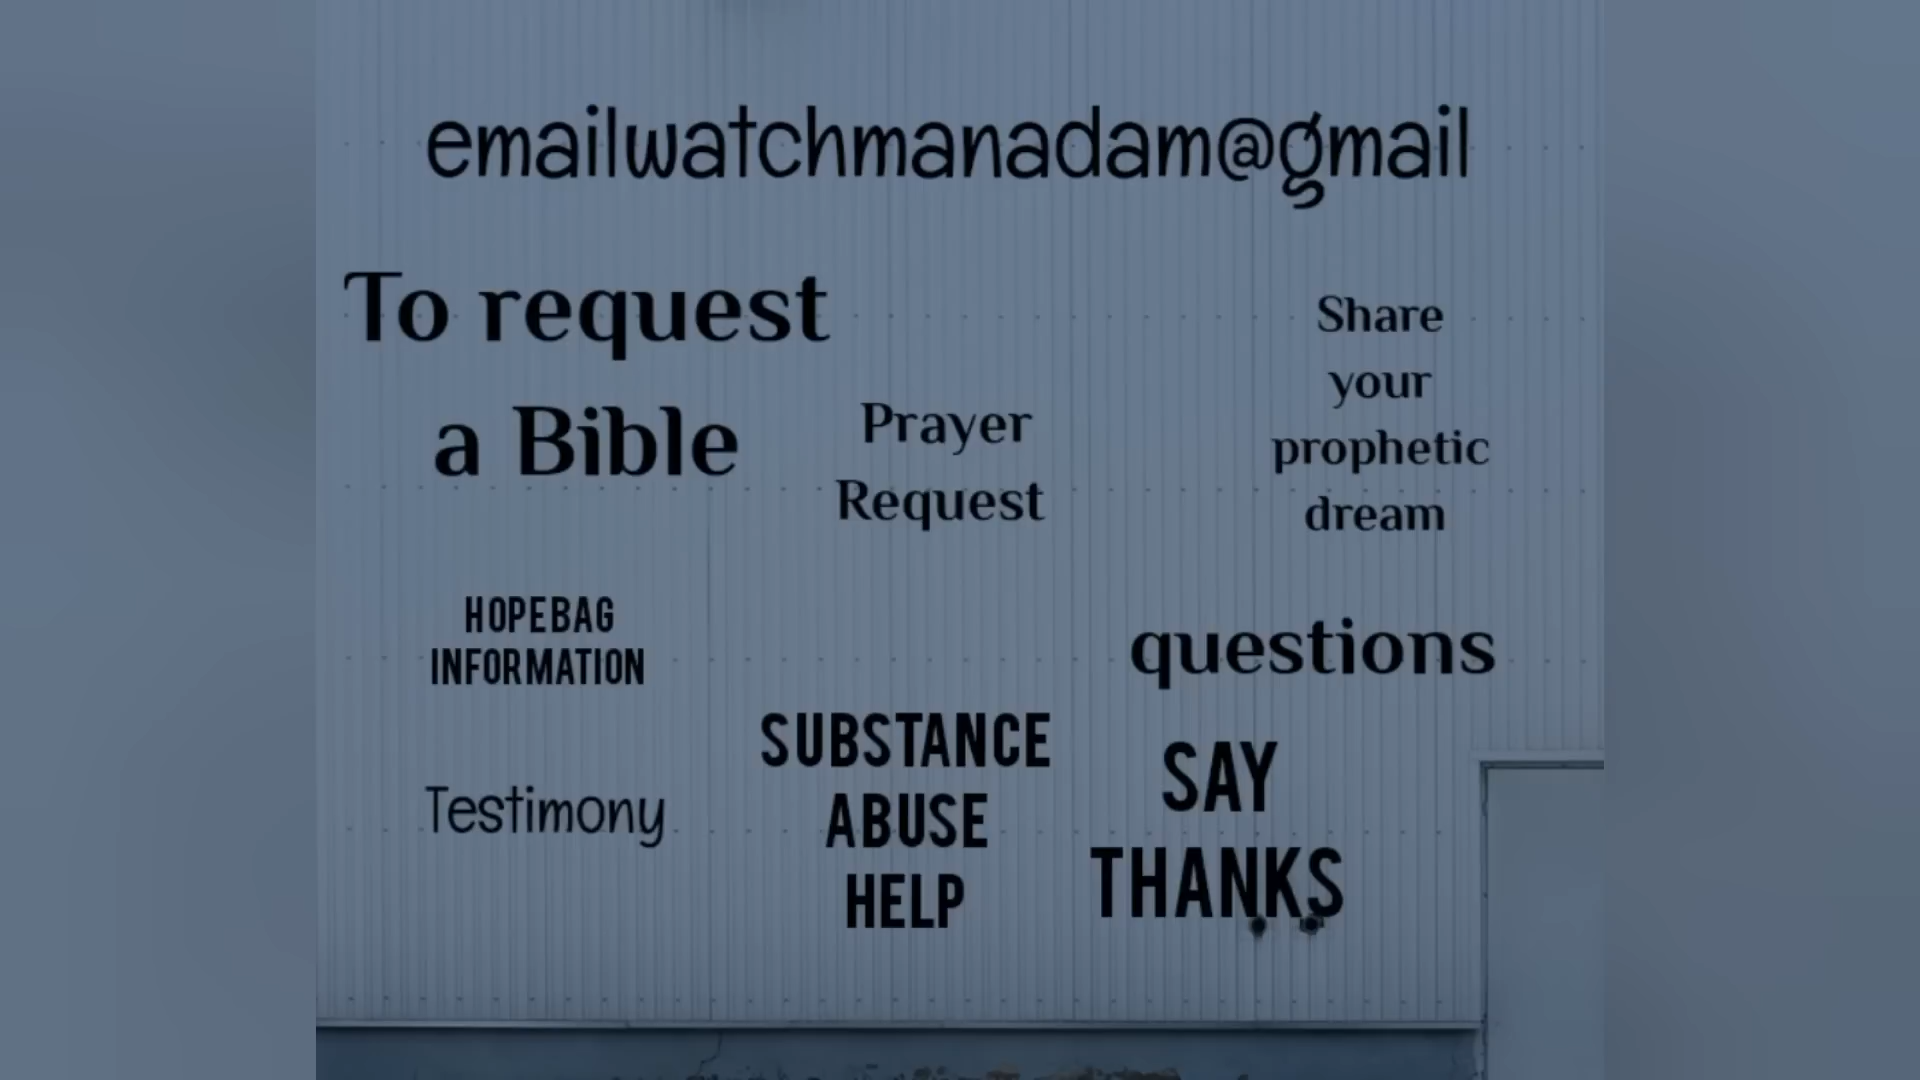 emailwatchmanadam@gmail
To request
a Bible
Prayer
Request
Share
your
prophetic
dream
HOPEBAG
INFORMATION
questions
Testimony
SUBSTANCE
ABUSE
HELP
SAY
THANKS